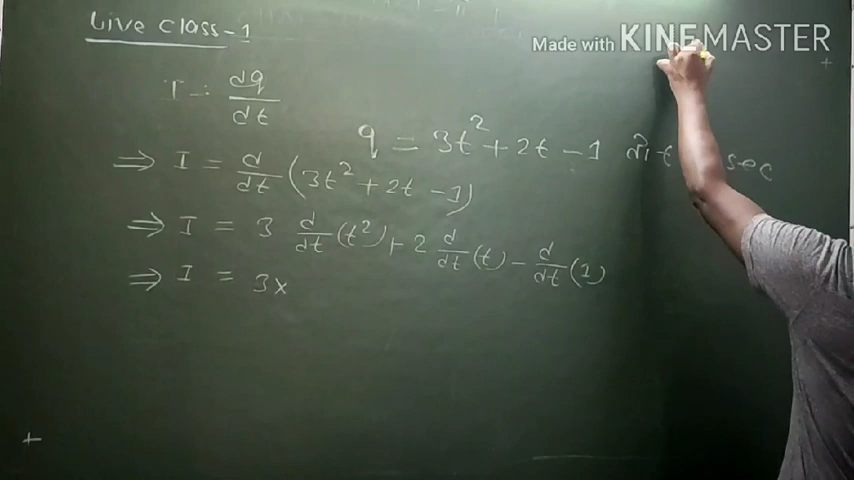 Live class-1
Made with KINEMASTER
I = dq/dt
q = 3t² + 2t - 1 sec
⇒ I = d/dt (3t² + 2t - 1)
⇒ I = 3 d/dt (t²) + 2 d/dt (t) - d/dt (1)
⇒ I = 3x